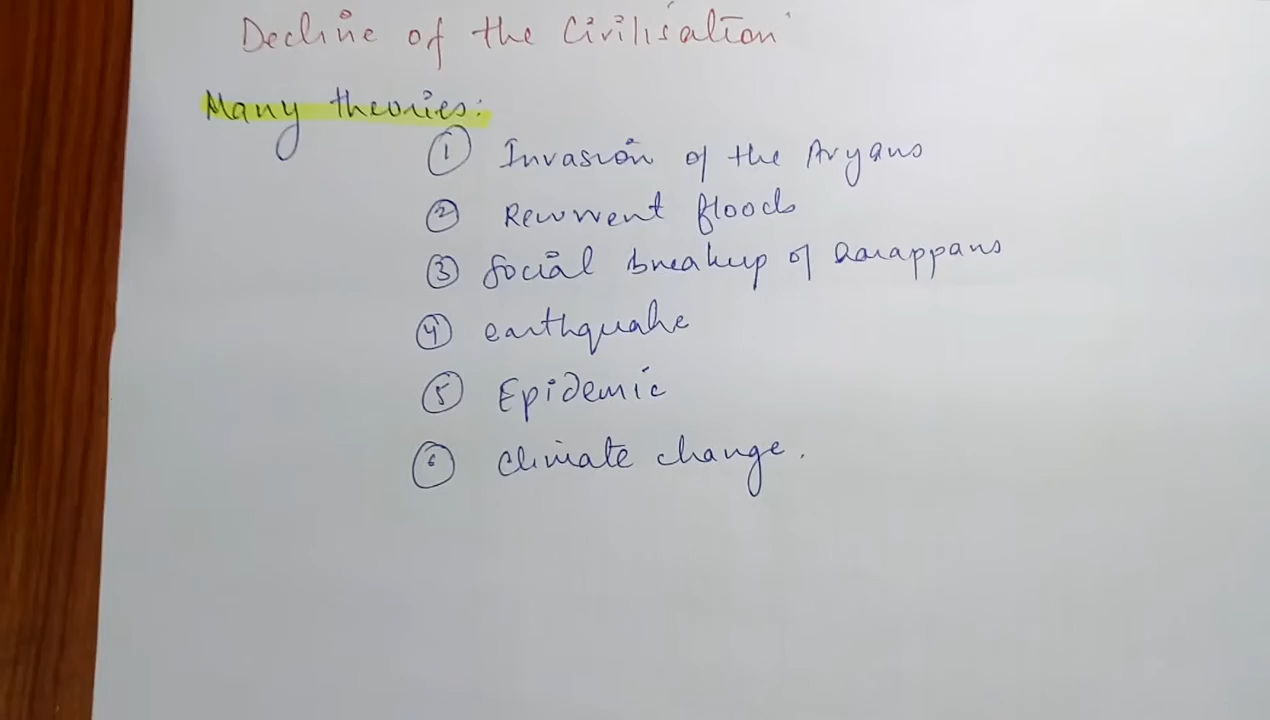 Decline of the Civilisation
Many theories:
① Invasion of the Aryans
② Recurrent floods
③ Social breakup of Harappans
④ earthquake
⑤ Epidemic
⑥ climate change.